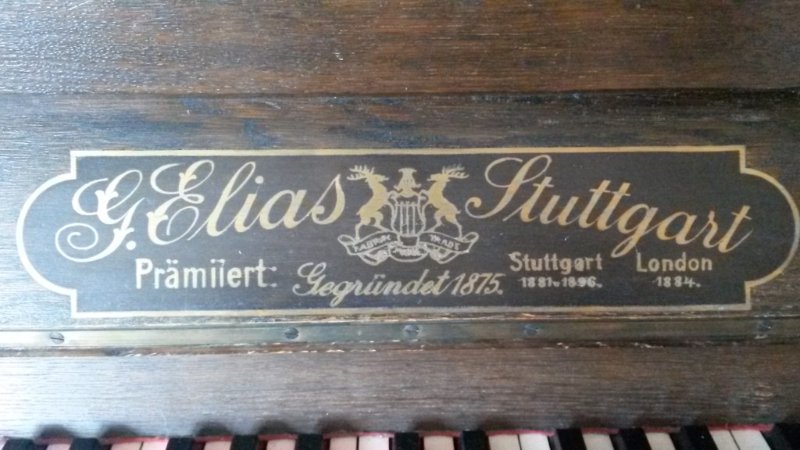 G. Elias Stuttgart
Prämiiert: Gegründet 1875. Stuttgart London
1881 u. 1896. 1884.